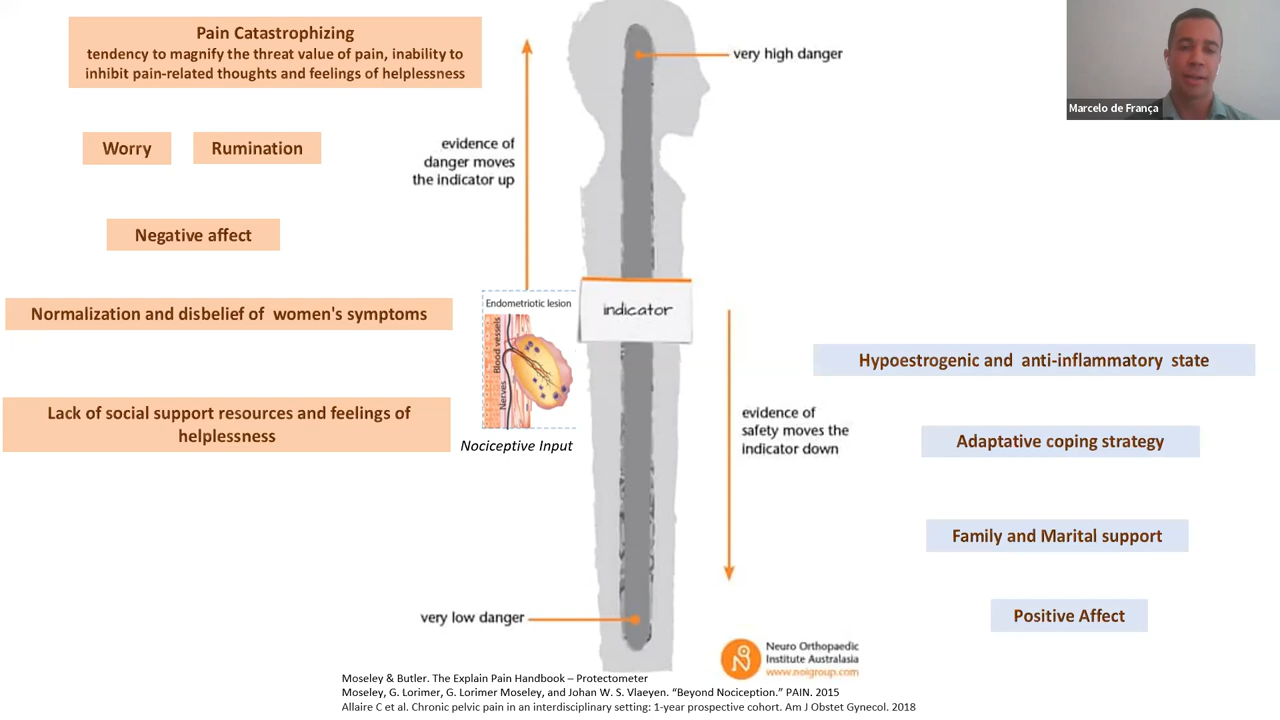 Pain Catastrophizing
tendency to magnify the threat value of pain, inability to
inhibit pain-related thoughts and feelings of helplessness
Worry
Rumination
Negative affect
Normalization and disbelief of women's symptoms
Lack of social support resources and feelings of
helplessness
evidence of
danger moves
the indicator up
Endometriotic lesion
Blood vessels
Nerves
Nociceptive Input
very high danger
indicator
evidence of
safety moves the
indicator down
very low danger
Marcelo de França
Hypoestrogenic and anti-inflammatory state
Adaptative coping strategy
Family and Marital support
Positive Affect
Neuro Orthopaedic
Institute Australasia
www.noigroup.com
Moseley & Butler. The Explain Pain Handbook – Protectometer
Moseley, G. Lorimer, G. Lorimer Moseley, and Johan W. S. Vlaeyen. “Beyond Nociception.” PAIN. 2015
Allaire C et al. Chronic pelvic pain in an interdisciplinary setting: 1-year prospective cohort. Am J Obstet Gynecol. 2018